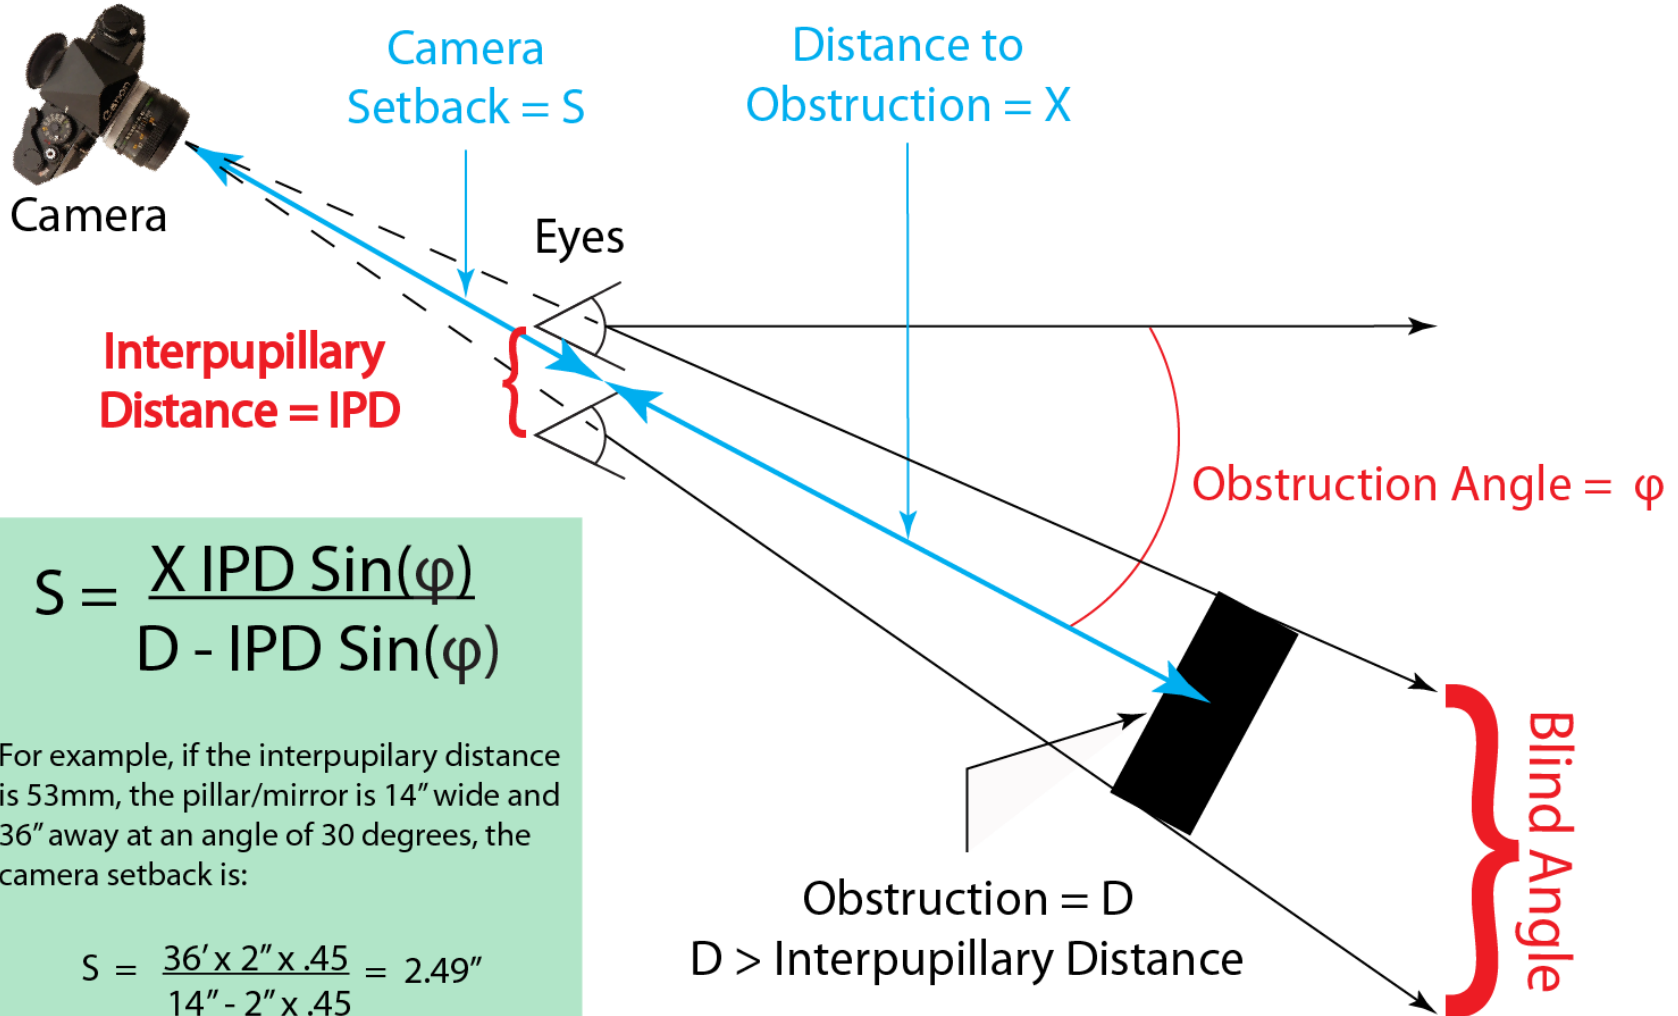 Camera
Setback = S
Distance to
Obstruction = X
Canon
Camera
Eyes
Interpupillary
Distance = IPD
Obstruction Angle = φ
S = X IPD Sin(φ)
D - IPD Sin(φ)
For example, if the interpupilary distance
is 53mm, the pillar/mirror is 14” wide and
36” away at an angle of 30 degrees, the
camera setback is:
S = 36’ x 2” x .45 = 2.49”
14” - 2” x .45
Obstruction = D
D > Interpupillary Distance
Blind Angle